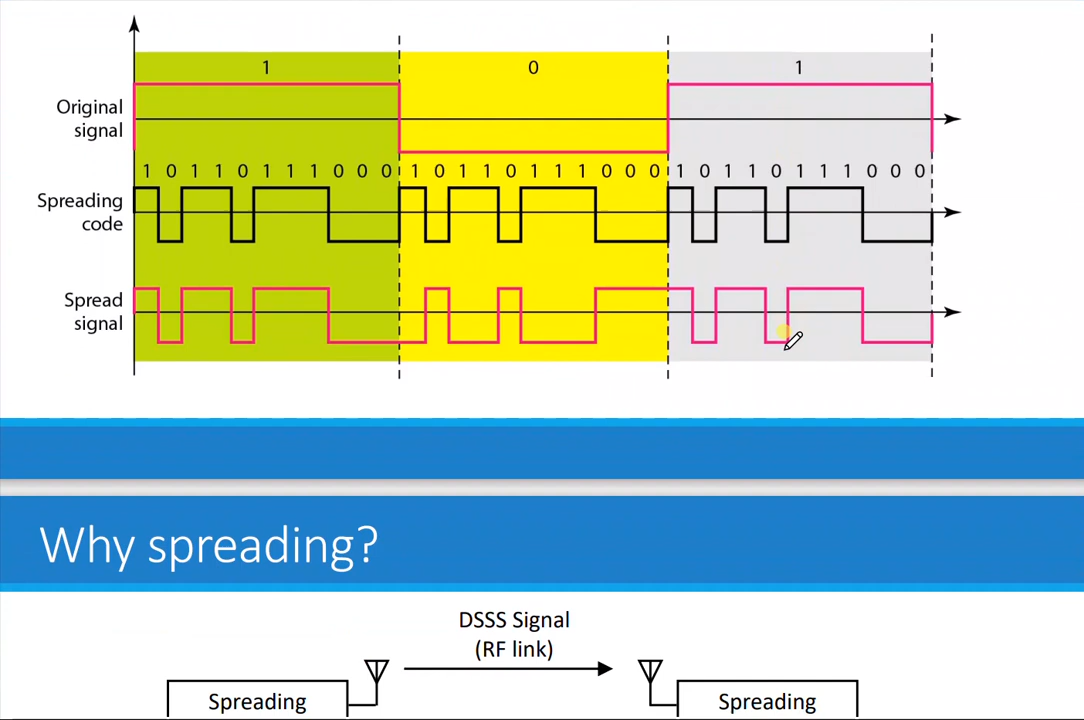 1 0 1
Original
signal
1 0 1 1 0 1 1 1 0 0 0 1 0 1 1 0 1 1 1 0 0 0 1 0 1 1 0 1 1 1 0 0 0
Spreading
code
Spread
signal
Why spreading?
DSSS Signal
(RF link)
Spreading Spreading